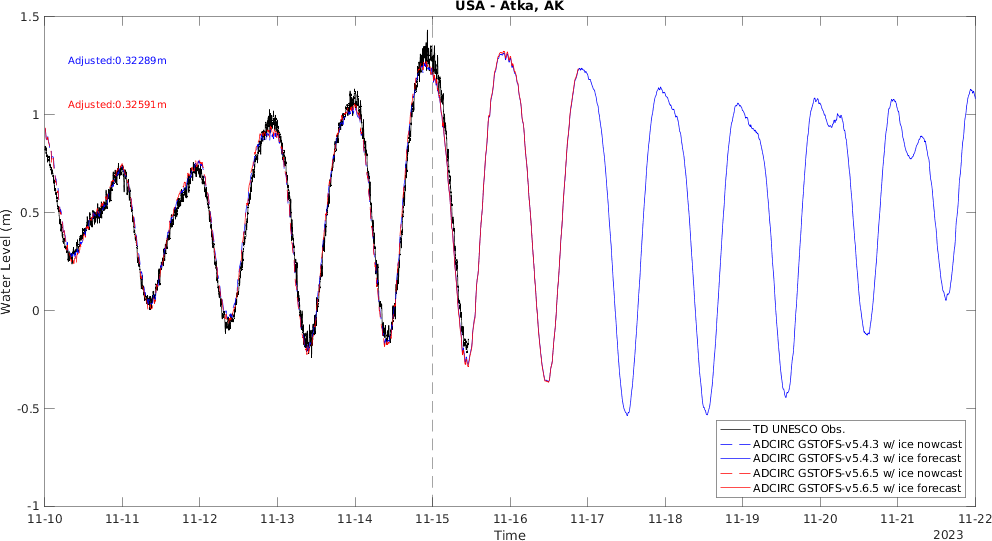 USA - Atka, AK
1.5
1
0.5
0
-0.5
-1
Water Level (m)
Adjusted:0.32289m
Adjusted:0.32591m
TD UNESCO Obs.
ADCIRC GSTOFS-v5.4.3 w/ ice nowcast
ADCIRC GSTOFS-v5.4.3 w/ ice forecast
ADCIRC GSTOFS-v5.6.5 w/ ice nowcast
ADCIRC GSTOFS-v5.6.5 w/ ice forecast
11-10 11-11 11-12 11-13 11-14 11-15 11-16 11-17 11-18 11-19 11-20 11-21 11-22
Time
2023